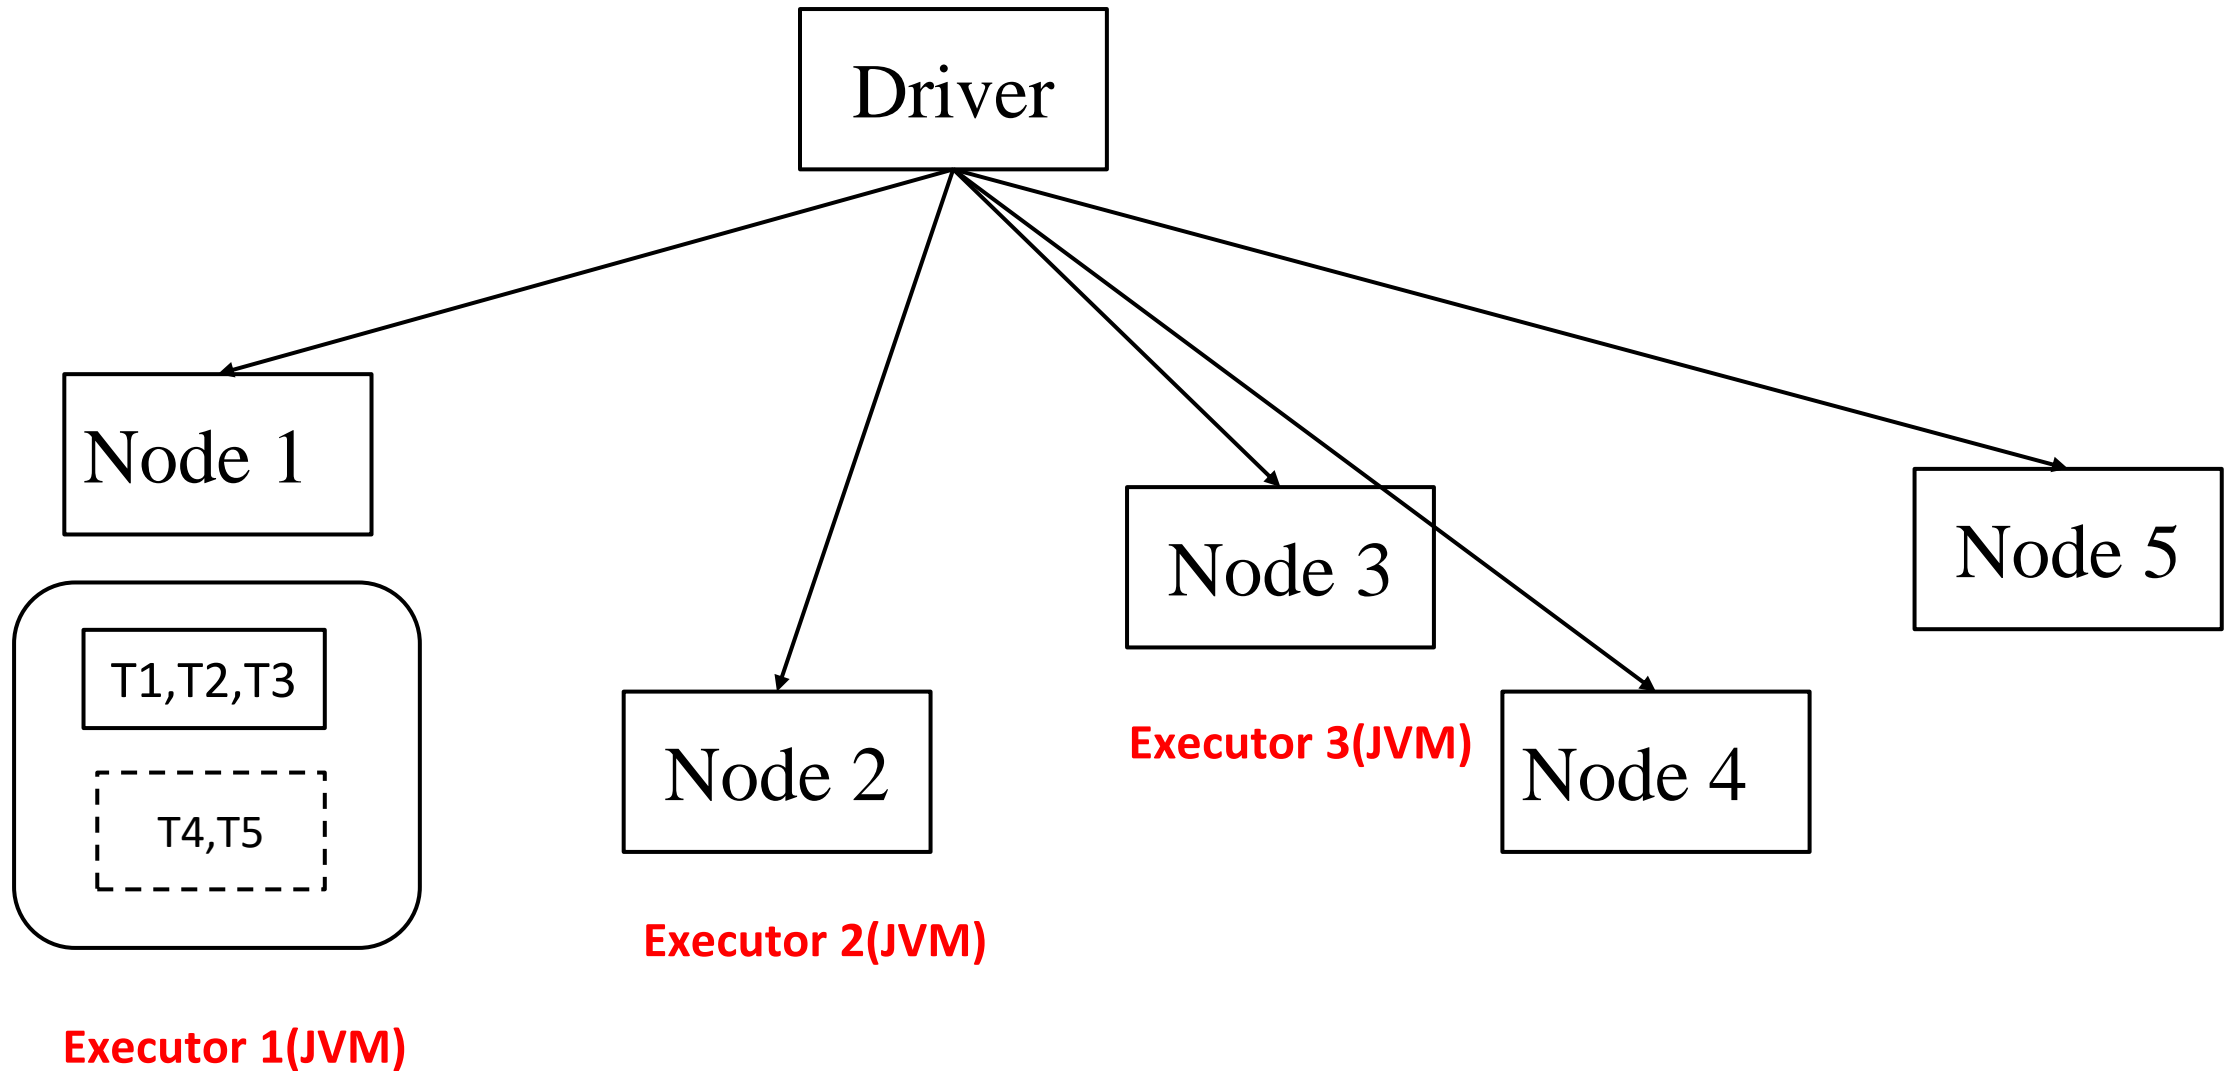 Driver
Node 1
Node 2
Node 3
Node 4
Node 5
T1,T2,T3
T4,T5
Executor 1(JVM)
Executor 2(JVM)
Executor 3(JVM)